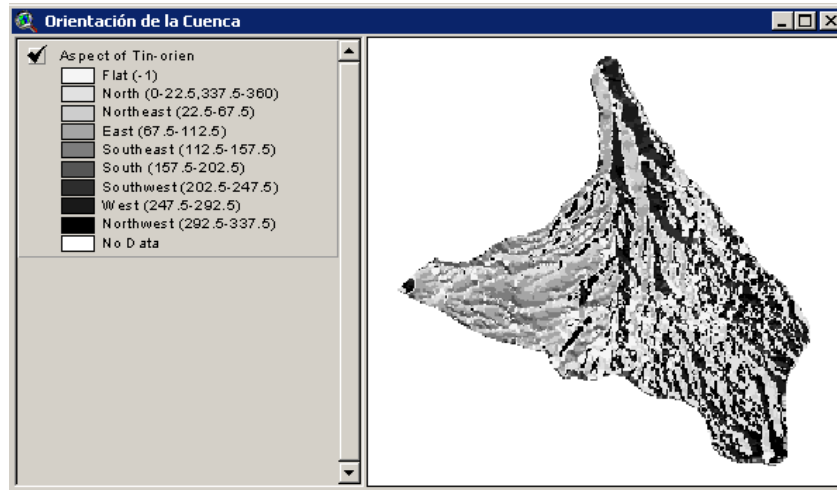 Orientación de la Cuenca
Aspect of Tin-orien
Flat (-1)
North (0-22.5,337.5-360)
Northeast (22.5-67.5)
East (67.5-112.5)
Southeast (112.5-157.5)
South (157.5-202.5)
Southwest (202.5-247.5)
West (247.5-292.5)
Northwest (292.5-337.5)
No Data